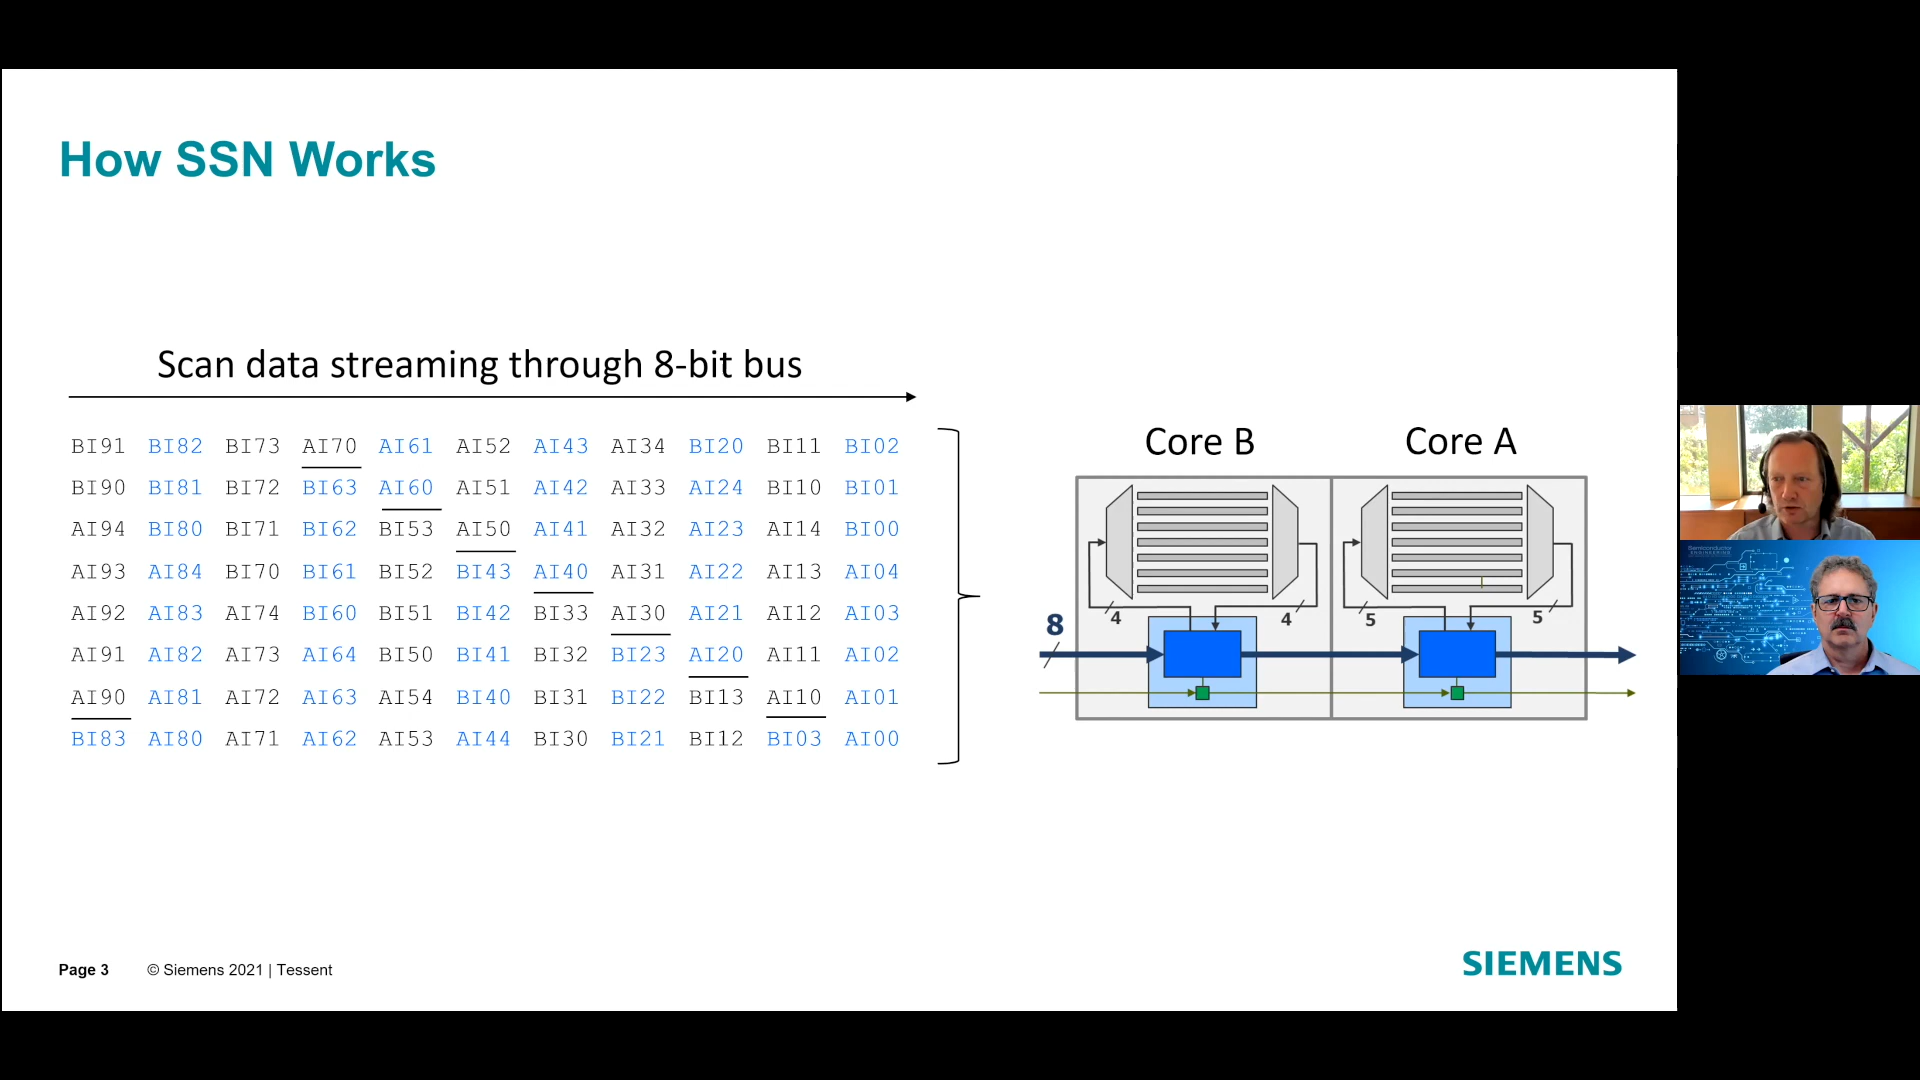 How SSN Works
Scan data streaming through 8-bit bus
BI91 BI82 BI73 AI70 AI61 AI52 AI43 AI34 BI20 BI11 BI02
BI90 BI81 BI72 BI63 AI60 AI51 AI42 AI33 AI24 BI10 BI01
AI94 BI80 BI71 BI62 BI53 AI50 AI41 AI32 AI23 AI14 BI00
AI93 AI84 BI70 BI61 BI52 BI43 AI40 AI31 AI22 AI13 AI04
AI92 AI83 AI74 BI60 BI51 BI42 BI33 AI30 AI21 AI12 AI03
AI91 AI82 AI73 AI64 BI50 BI41 BI32 BI23 AI20 AI11 AI02
AI90 AI81 AI72 AI63 AI54 BI40 BI31 BI22 BI13 AI10 AI01
BI83 AI80 AI71 AI62 AI53 AI44 BI30 BI21 BI12 BI03 AI00
Core B Core A
4 4 5 5
8
Page 3 © Siemens 2021 | Tessent
SIEMENS
Semiconductor
ENGINEERING